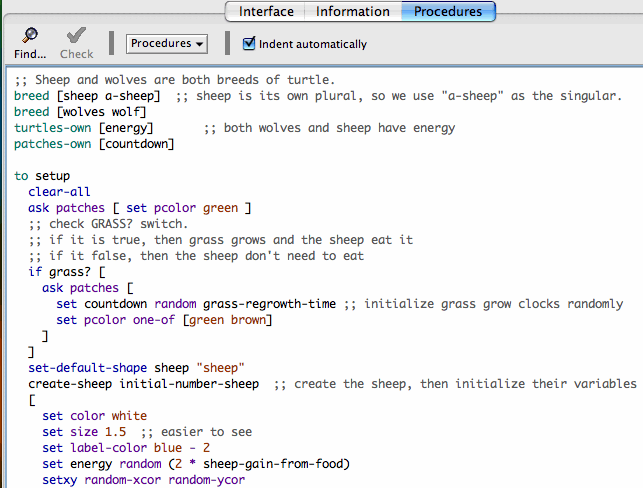 Interface Information Procedures
Find... Check Procedures Indent automatically
;; Sheep and wolves are both breeds of turtle.
breed [sheep a-sheep]  ;; sheep is its own plural, so we use "a-sheep" as the singular.
breed [wolves wolf]
turtles-own [energy]       ;; both wolves and sheep have energy
patches-own [countdown]

to setup
  clear-all
  ask patches [ set pcolor green ]
  ;; check GRASS? switch.
  ;; if it is true, then grass grows and the sheep eat it
  ;; if it false, then the sheep don't need to eat
  if grass? [
    ask patches [
      set countdown random grass-regrowth-time ;; initialize grass grow clocks randomly
      set pcolor one-of [green brown]
    ]
  ]
  set-default-shape sheep "sheep"
  create-sheep initial-number-sheep  ;; create the sheep, then initialize their variables
  [
    set color white
    set size 1.5  ;; easier to see
    set label-color blue - 2
    set energy random (2 * sheep-gain-from-food)
    setxy random-xcor random-ycor